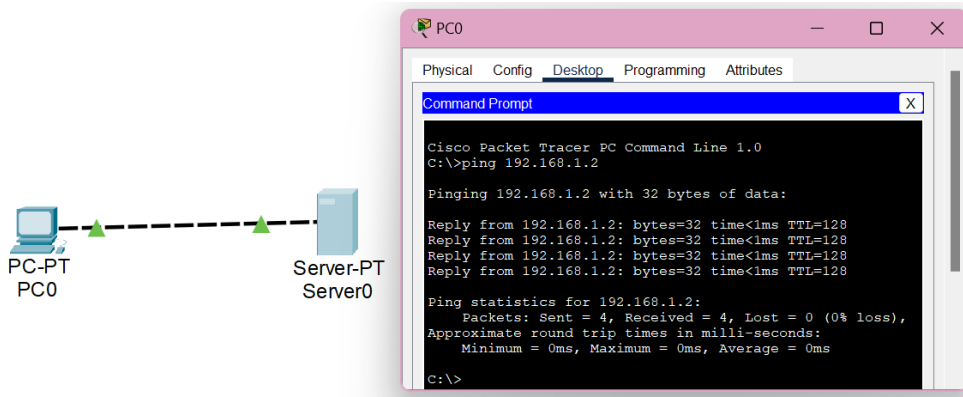 PC-PT
PC0
Server-PT
Server0
PC0
Physical Config Desktop Programming Attributes
Command Prompt
X
Cisco Packet Tracer PC Command Line 1.0
C:\>ping 192.168.1.2
Pinging 192.168.1.2 with 32 bytes of data:
Reply from 192.168.1.2: bytes=32 time<1ms TTL=128
Reply from 192.168.1.2: bytes=32 time<1ms TTL=128
Reply from 192.168.1.2: bytes=32 time<1ms TTL=128
Reply from 192.168.1.2: bytes=32 time<1ms TTL=128
Ping statistics for 192.168.1.2:
Packets: Sent = 4, Received = 4, Lost = 0 (0% loss),
Approximate round trip times in milli-seconds:
Minimum = 0ms, Maximum = 0ms, Average = 0ms
C:\>